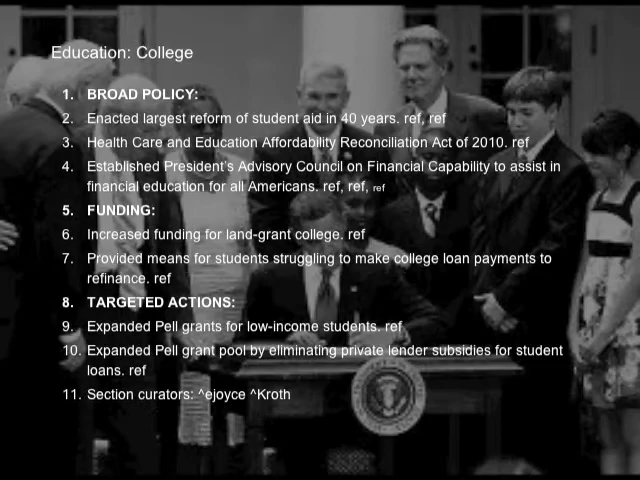 Education: College
1. BROAD POLICY:
2. Enacted largest reform of student aid in 40 years. ref, ref
3. Health Care and Education Affordability Reconciliation Act of 2010. ref
4. Established President's Advisory Council on Financial Capability to assist in
financial education for all Americans. ref, ref, ref
5. FUNDING:
6. Increased funding for land-grant college. ref
7. Provided means for students struggling to make college loan payments to
refinance. ref
8. TARGETED ACTIONS:
9. Expanded Pell grants for low-income students. ref
10. Expanded Pell grant pool by eliminating private lender subsidies for student
loans. ref
11. Section curators: ^ejoyce ^Kroth